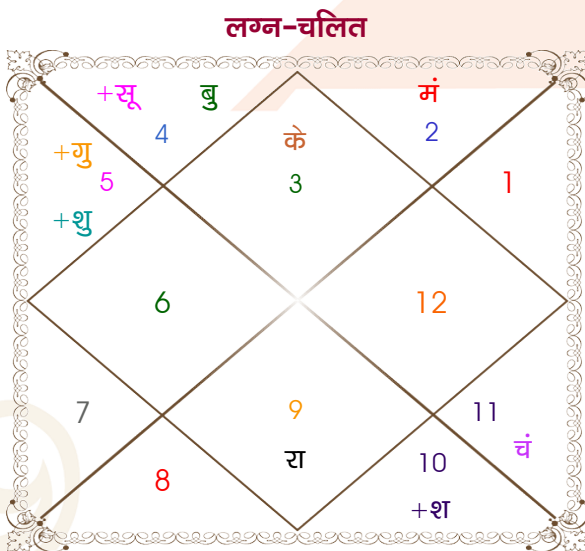 लग्न-चलित
+सू बु मं
4 के 2
+गु
5 3 1
+शु
6 12
7 9 11
रा चं
8 10
+श